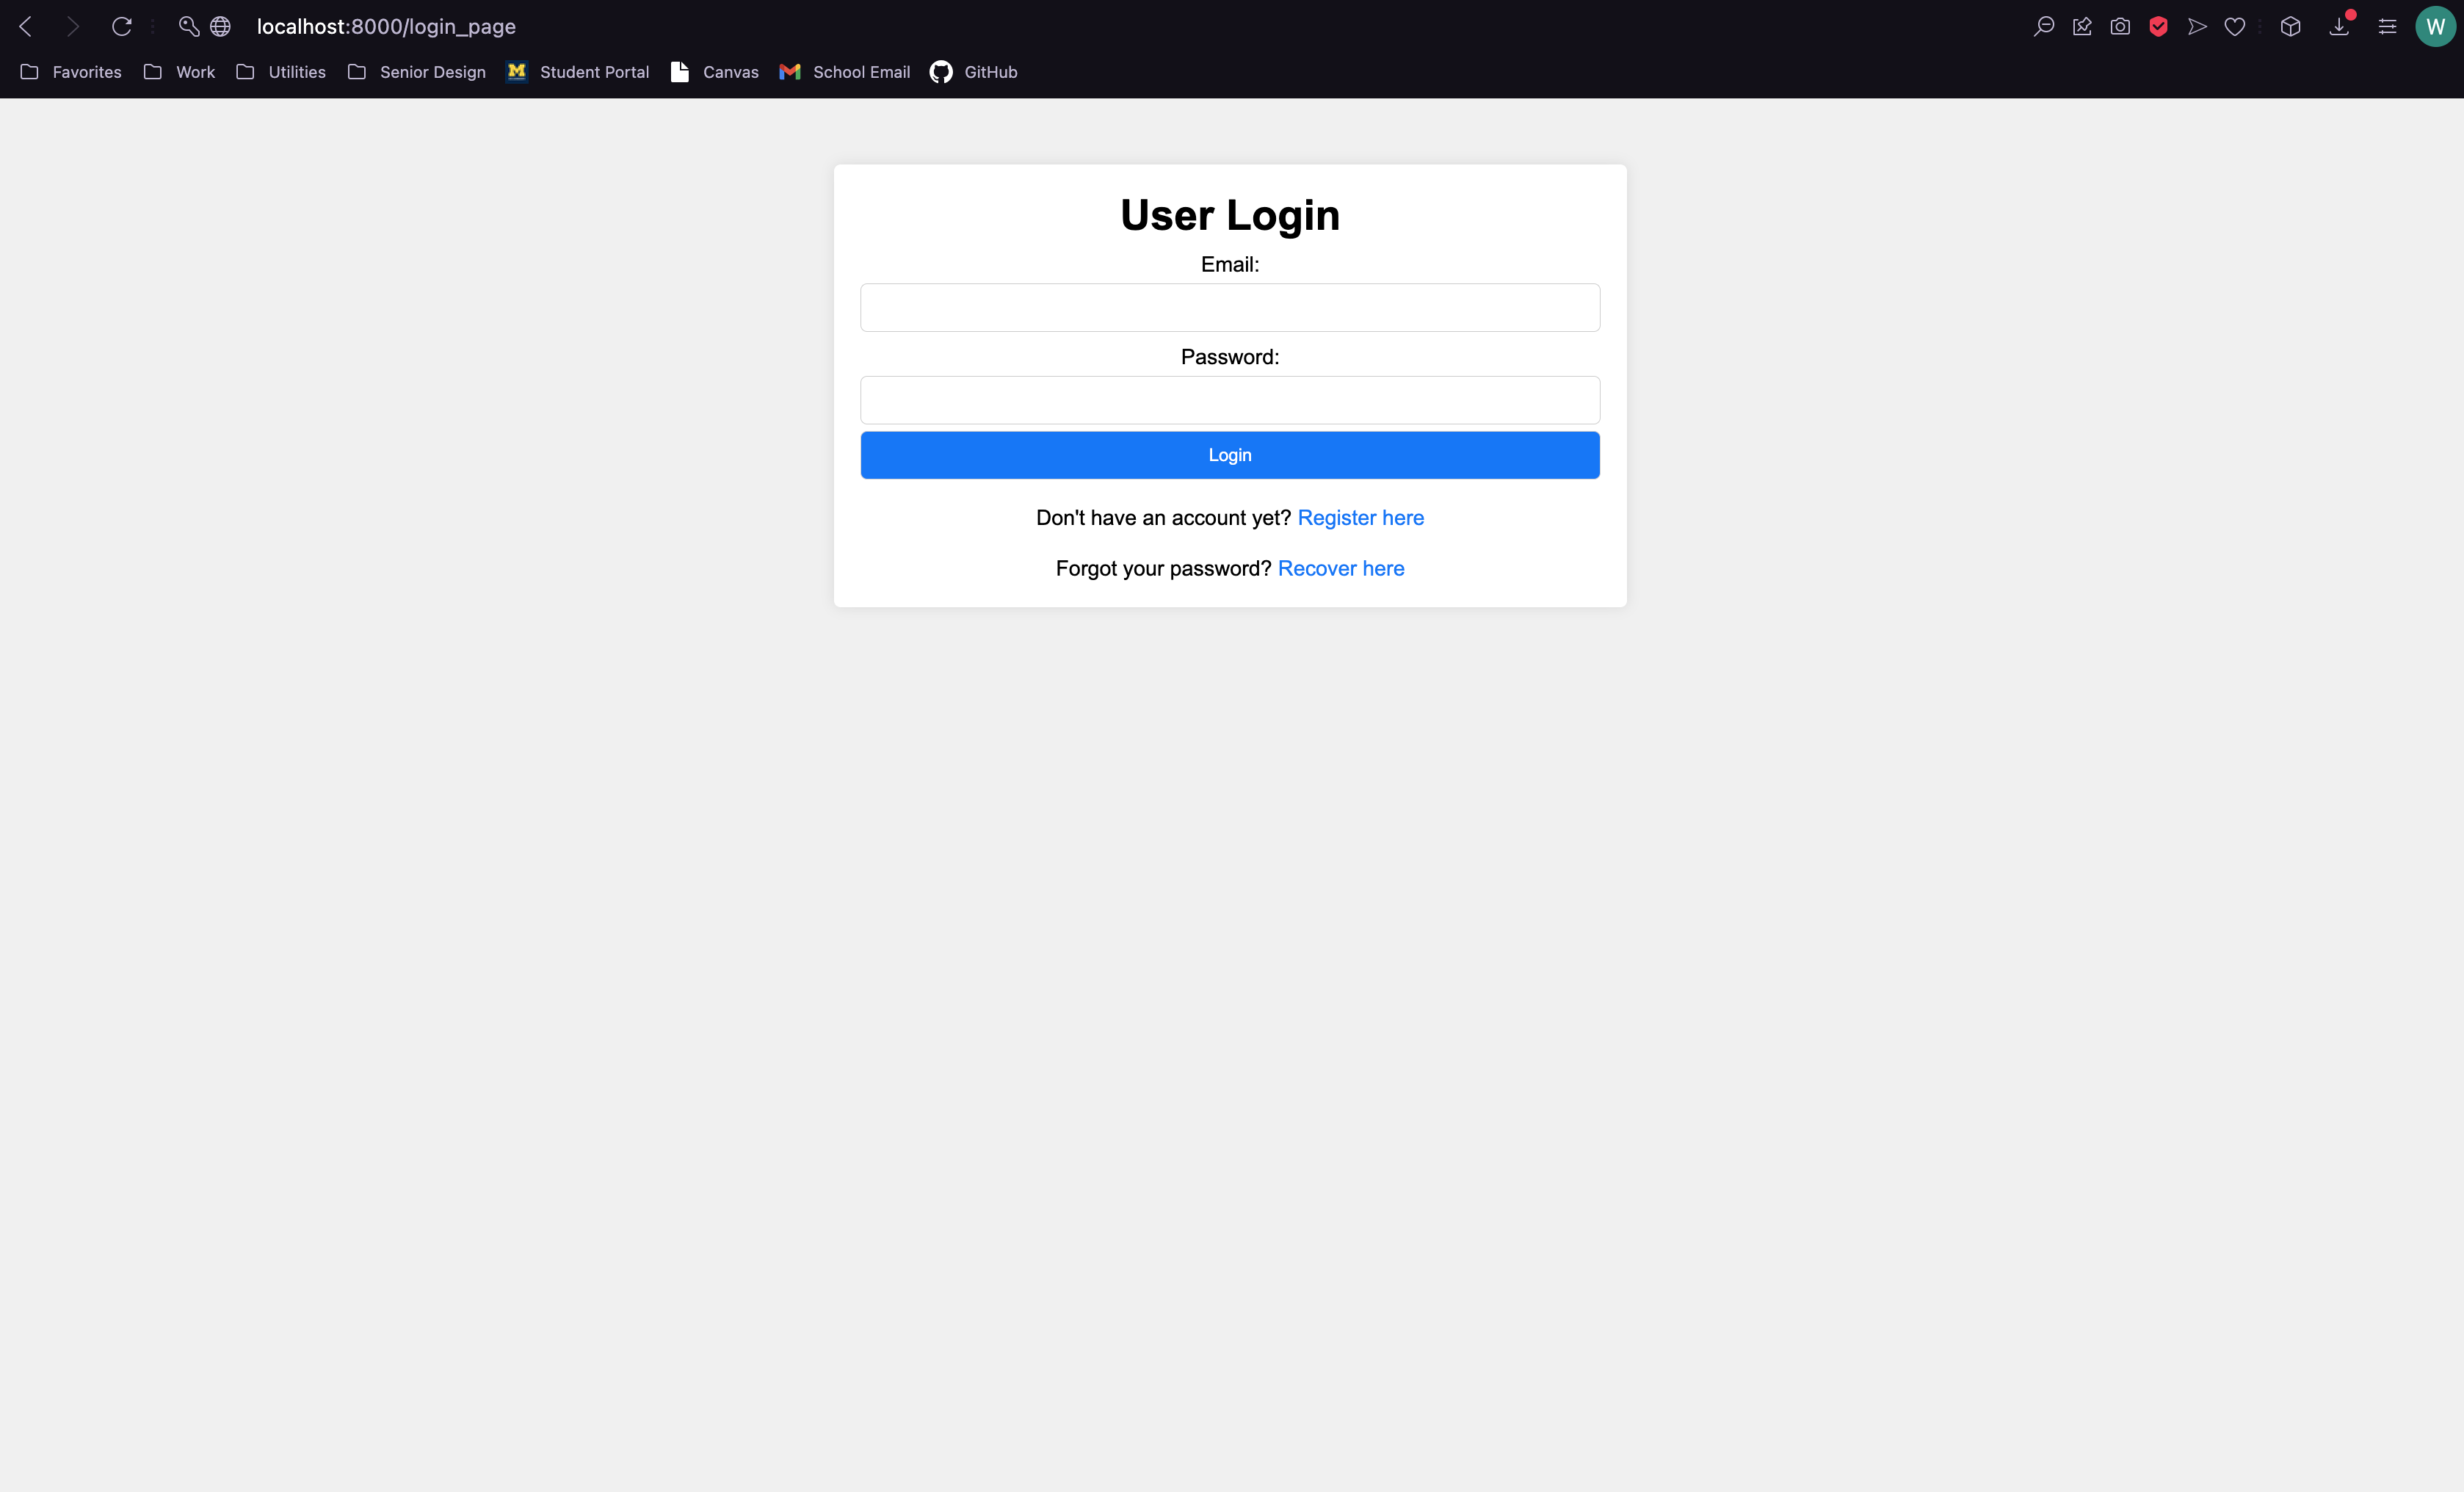 localhost:8000/login_page
W
Favorites Work Utilities Senior Design M Student Portal Canvas School Email GitHub
User Login
Email:
Password:
Login
Don't have an account yet? Register here
Forgot your password? Recover here